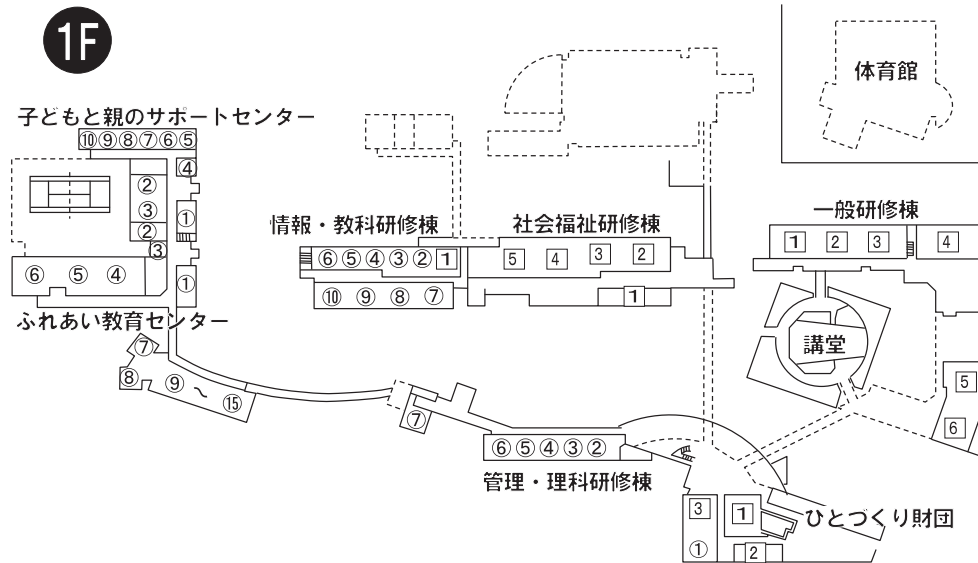 1F
体育館
子どもと親のサポートセンター
⑩⑨⑧⑦⑥⑤
④
②
③
①
②
③
⑥ ⑤ ④
①
ふれあい教育センター
⑦
⑧ ⑨ ～ ⑮
情報・教科研修棟
⑥⑤④③② 1
⑩ ⑨ ⑧ ⑦
社会福祉研修棟
5 4 3 2
1
一般研修棟
1 2 3 4
講堂
5
6
⑦
⑥⑤④③②
管理・理科研修棟
3 1
① 2
ひとづくり財団